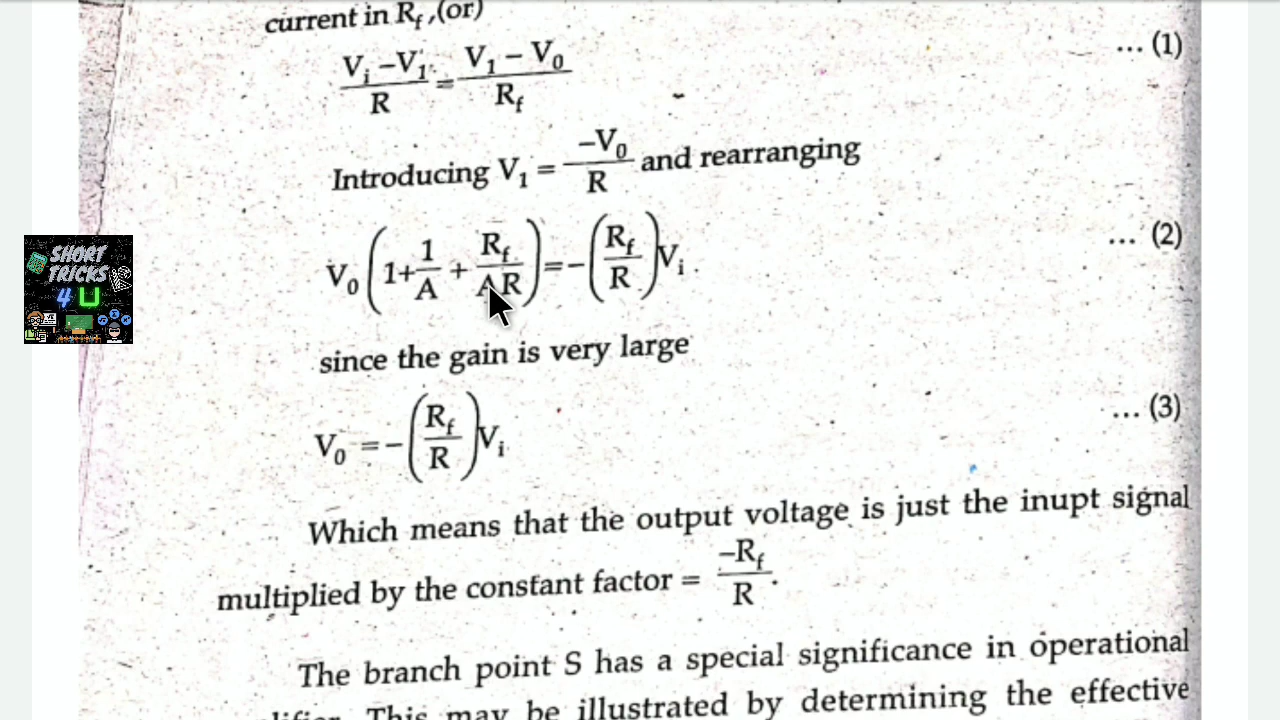 current in R_f ,(or)
(V_i –V_1)/R = (V_1 – V_0)/R_f ... (1)
Introducing V_1 = –V_0/R and rearranging
V_0 (1+ 1/A + R_f/AR) = –(R_f/R) V_i . ... (2)
since the gain is very large
V_0 = –(R_f/R) V_i ... (3)
Which means that the output voltage is just the inupt signal
multiplied by the constant factor = –R_f/R .
The branch point S has a special significance in operational
This may be illustrated by determining the effective
SHORT
TRICKS
4 U